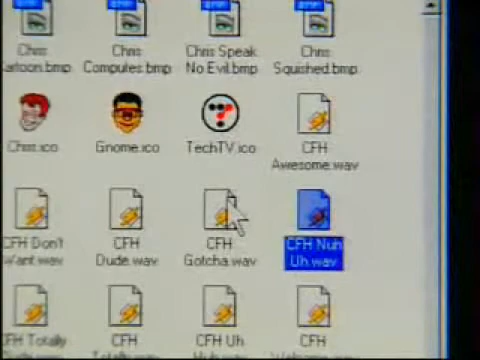 Chris
Cartoon.bmp
Chris
Computes.bmp
Chris Speak
No Evil.bmp
Chris
Squished.bmp
Chris.ico
Gnome.ico
TechTV.ico
CFH
Awesome.wav
CFH Don't
Want.wav
CFH
Dude.wav
CFH
Gotcha.wav
CFH Nuh
Uh.wav
CFH Totally
CFH
Totally.wav
CFH Uh
CFH